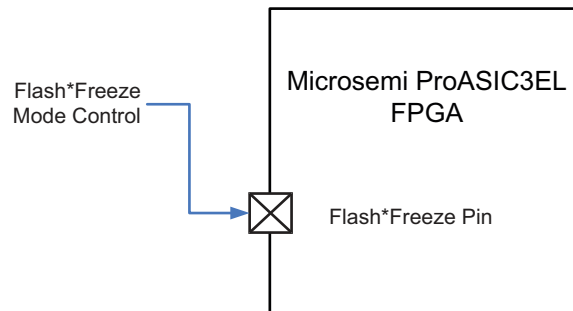 Flash*Freeze
Mode Control
Microsemi ProASIC3EL
FPGA
Flash*Freeze Pin